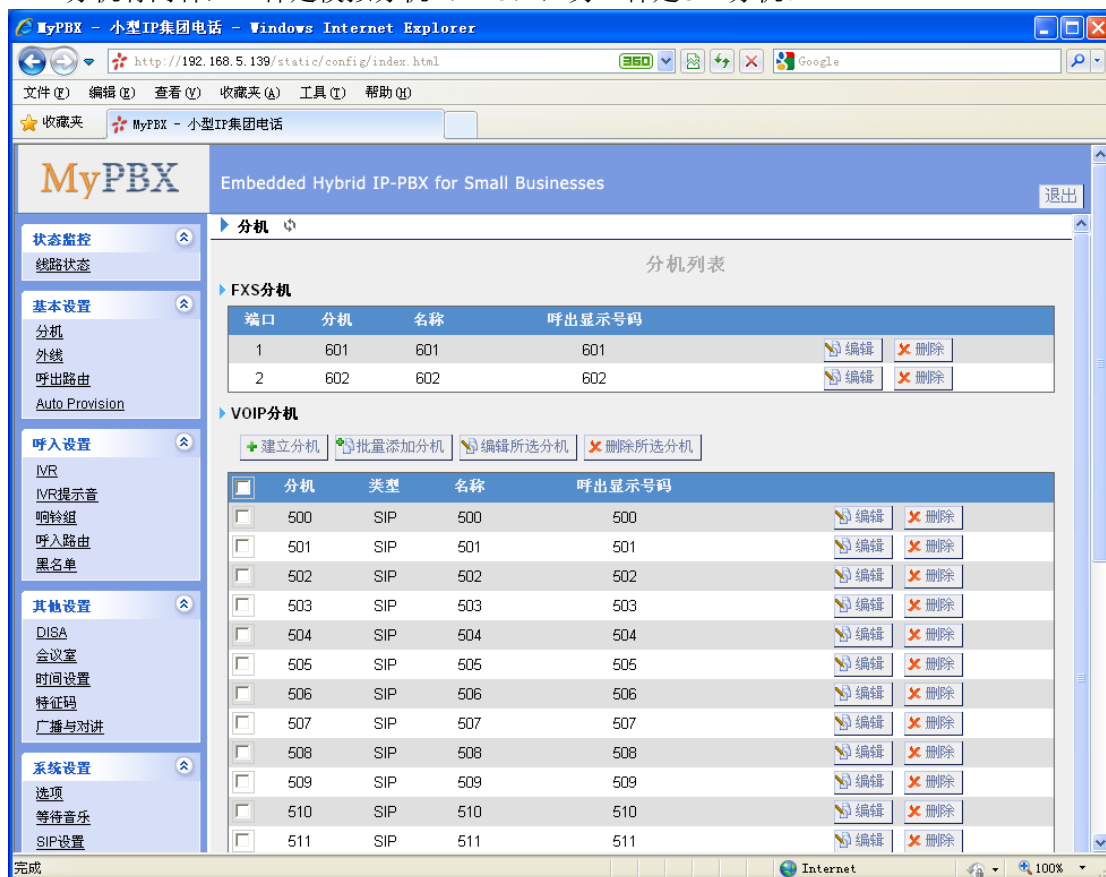 MyPBX - 小型IP集团电话 - Windows Internet Explorer
http://192.168.5.139/static/config/index.html
360
Google
文件(F) 编辑(E) 查看(V) 收藏夹(A) 工具(T) 帮助(H)
收藏夹 MyPBX - 小型IP集团电话
MyPBX
Embedded Hybrid IP-PBX for Small Businesses
退出
状态监控
线路状态
基本设置
分机
外线
呼出路由
Auto Provision
呼入设置
IVR
IVR提示音
响铃组
呼入路由
黑名单
其他设置
DISA
会议室
时间设置
特征码
广播与对讲
系统设置
选项
等待音乐
SIP设置
分机
分机列表
FXS分机
端口 分机 名称 呼出显示号码
1 601 601 601 编辑 删除
2 602 602 602 编辑 删除
VOIP分机
建立分机 批量添加分机 编辑所选分机 删除所选分机
分机 类型 名称 呼出显示号码
500 SIP 500 500 编辑 删除
501 SIP 501 501 编辑 删除
502 SIP 502 502 编辑 删除
503 SIP 503 503 编辑 删除
504 SIP 504 504 编辑 删除
505 SIP 505 505 编辑 删除
506 SIP 506 506 编辑 删除
507 SIP 507 507 编辑 删除
508 SIP 508 508 编辑 删除
509 SIP 509 509 编辑 删除
510 SIP 510 510 编辑 删除
511 SIP 511 511 编辑 删除
完成 Internet 100%